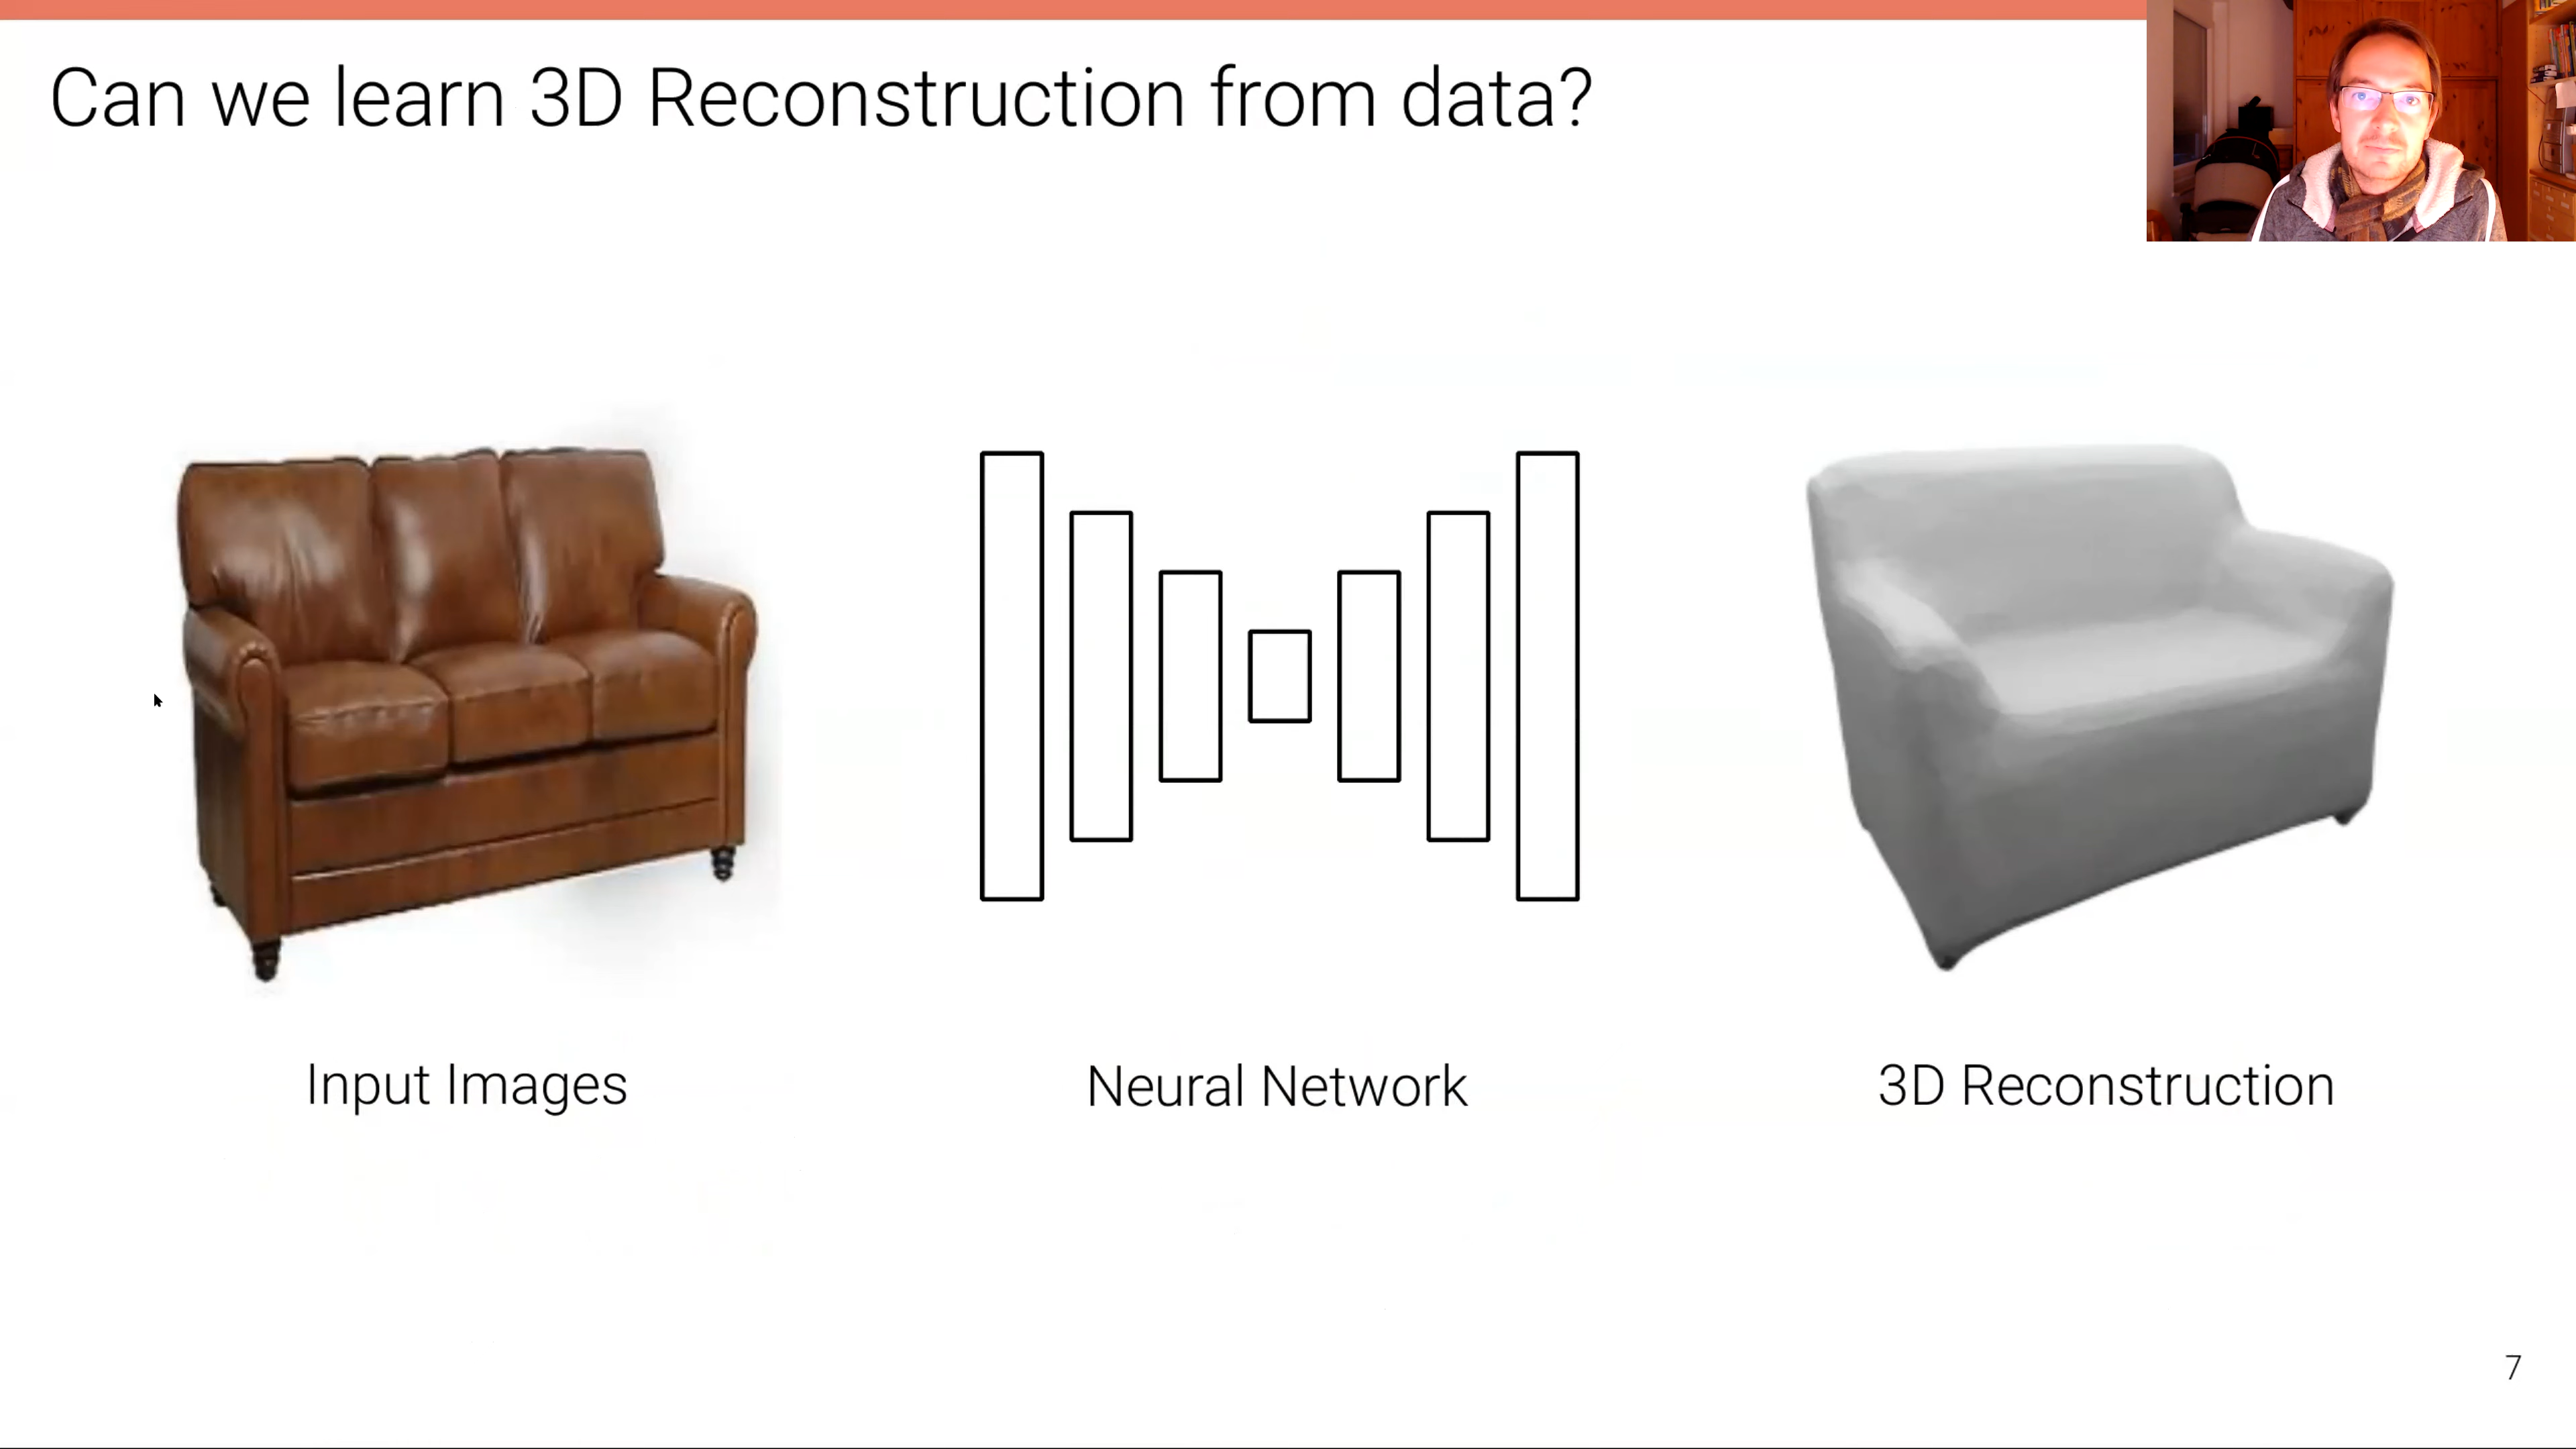 Can we learn 3D Reconstruction from data?
Input Images
Neural Network
3D Reconstruction
7